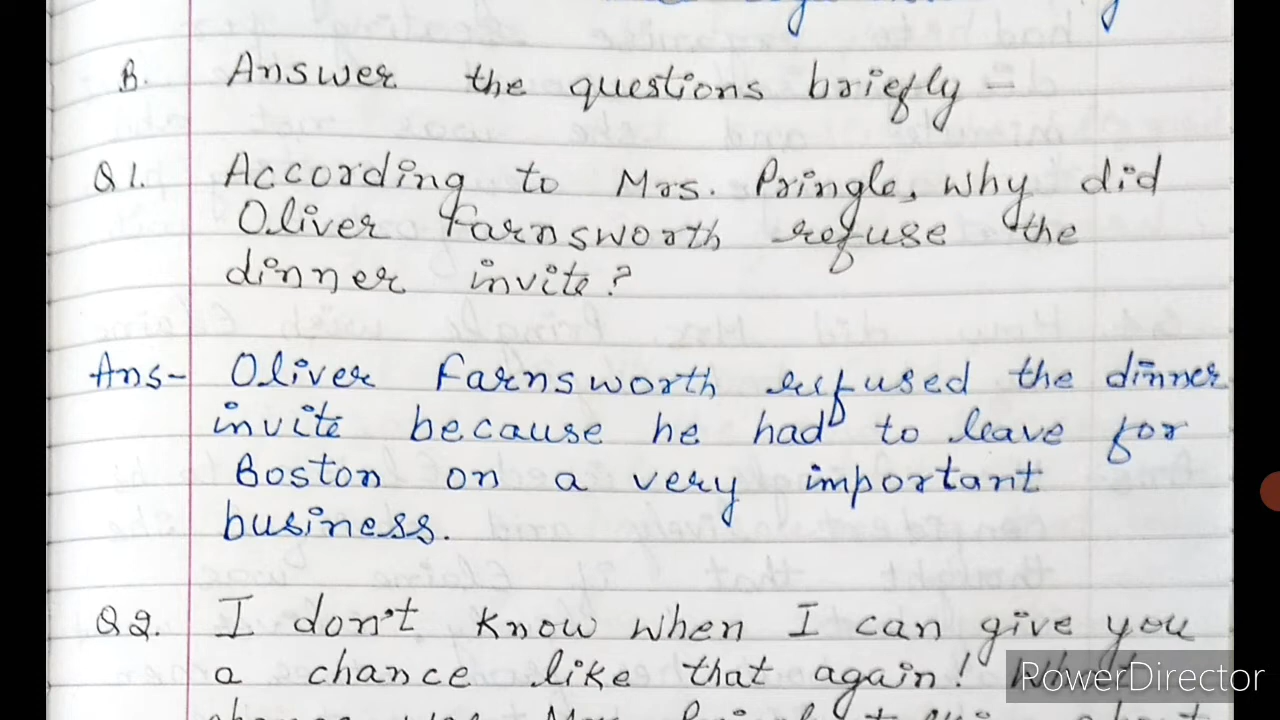 B. Answer the questions briefly -
Q1. According to Mrs. Pringle, why did
Oliver Farnsworth refuse the
dinner invite?
Ans- Oliver Farnsworth refused the dinner
invite because he had to leave for
Boston on a very important
business.
Q2. I don't know when I can give you
a chance like that again! What
PowerDirector